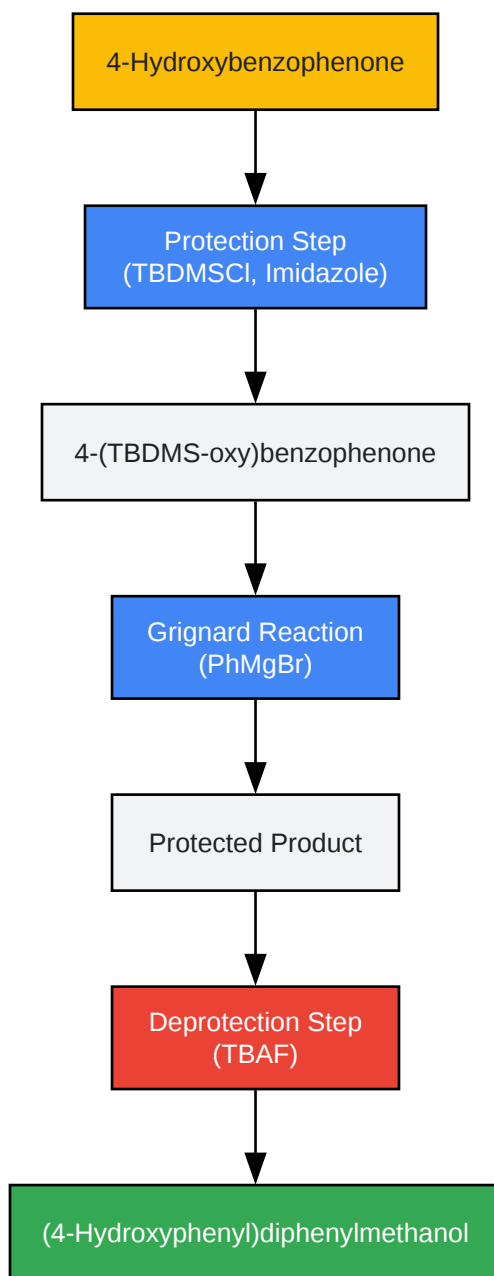 4-Hydroxybenzophenone
Protection Step
(TBDMSCl, Imidazole)
4-(TBDMS-oxy)benzophenone
Grignard Reaction
(PhMgBr)
Protected Product
Deprotection Step
(TBAF)
(4-Hydroxyphenyl)diphenylmethanol